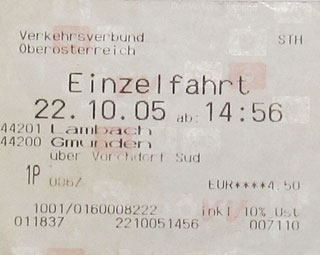 Verkehrsverbund STH
Oberösterreich
Einzelfahrt
22.10.05 ab: 14:56
44201 Lambach
44200 Gmunden
über Vorchdorf Süd
1P 0067 EUR****4.50
1001/0160008222 inkl.10% Ust
011837 2210051456 007110